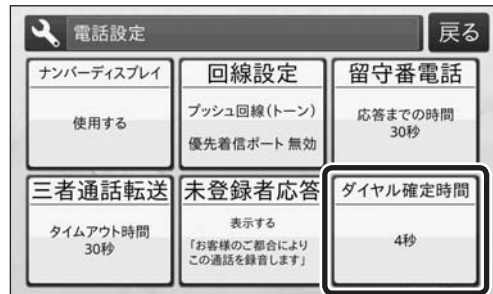 電話設定
戻る
ナンバーディスプレイ
使用する
回線設定
プッシュ回線（トーン）
優先着信ポート 無効
留守番電話
応答までの時間
30秒
三者通話転送
タイムアウト時間
30秒
未登録者応答
表示する
「お客様のご都合により
この通話を録音します」
ダイヤル確定時間
4秒